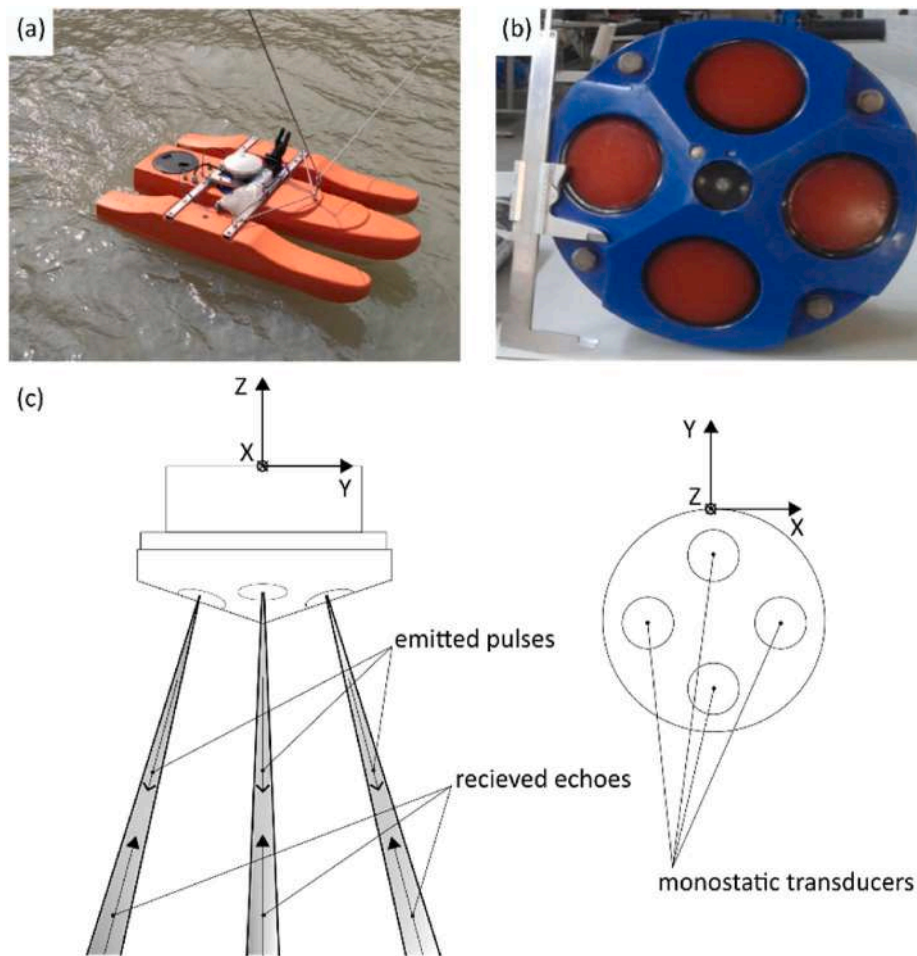 (a)
(b)
(c)
Z
X
Y
Y
Z
X
emitted pulses
recieved echoes
monostatic transducers